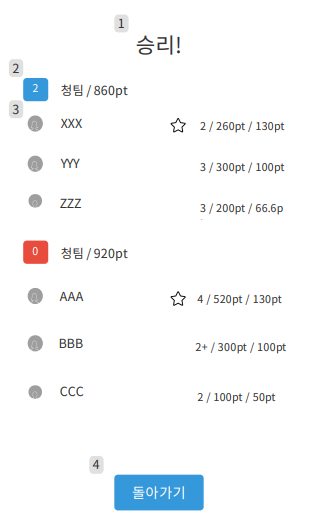 1
승리!
2
2 청팀 / 860pt
3
XXX 2 / 260pt / 130pt
YYY 3 / 300pt / 100pt
ZZZ 3 / 200pt / 66.6p
0 청팀 / 920pt
AAA 4 / 520pt / 130pt
BBB 2+ / 300pt / 100pt
CCC 2 / 100pt / 50pt
4
돌아가기